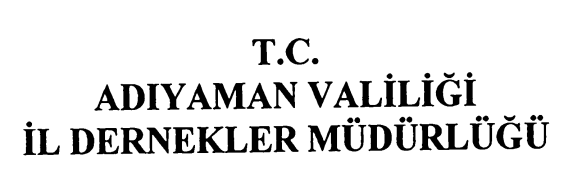 T.C.
ADIYAMAN VALİLİĞİ
İL DERNEKLER MÜDÜRLÜĞÜ